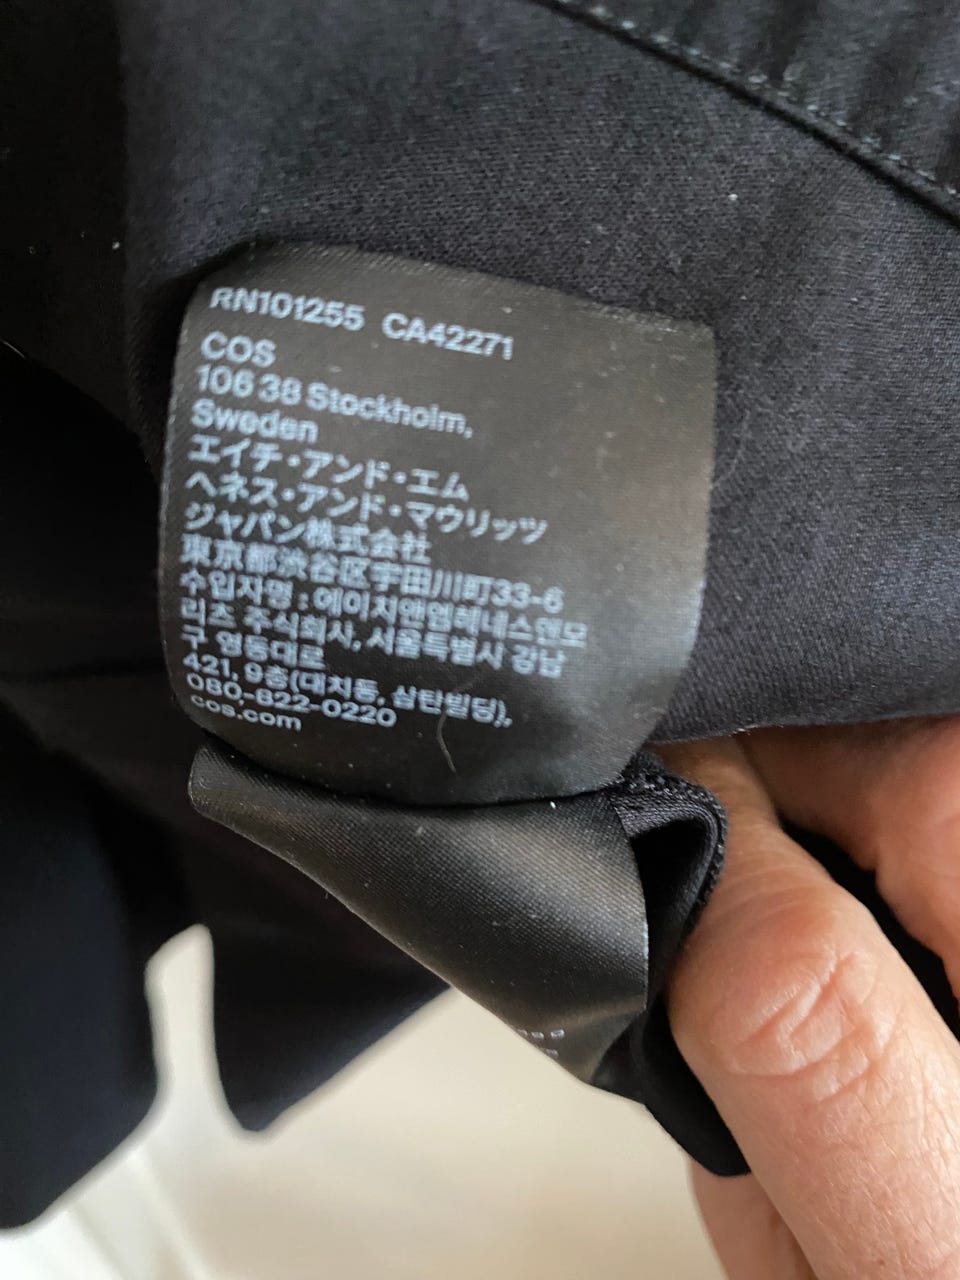 RN101255 CA42271
COS
106 38 Stockholm,
Sweden
エイチ・アンド・エム
ヘネス・アンド・マウリッツ
ジャパン株式会社
東京都渋谷区宇田川町33-6
수입자명 : 에이치앤엠헤네스앤모
리츠 주식회사, 서울특별시 강남
구 영동대로
421, 9층(대치동, 삼탄빌딩),
080-822-0220
cos.com